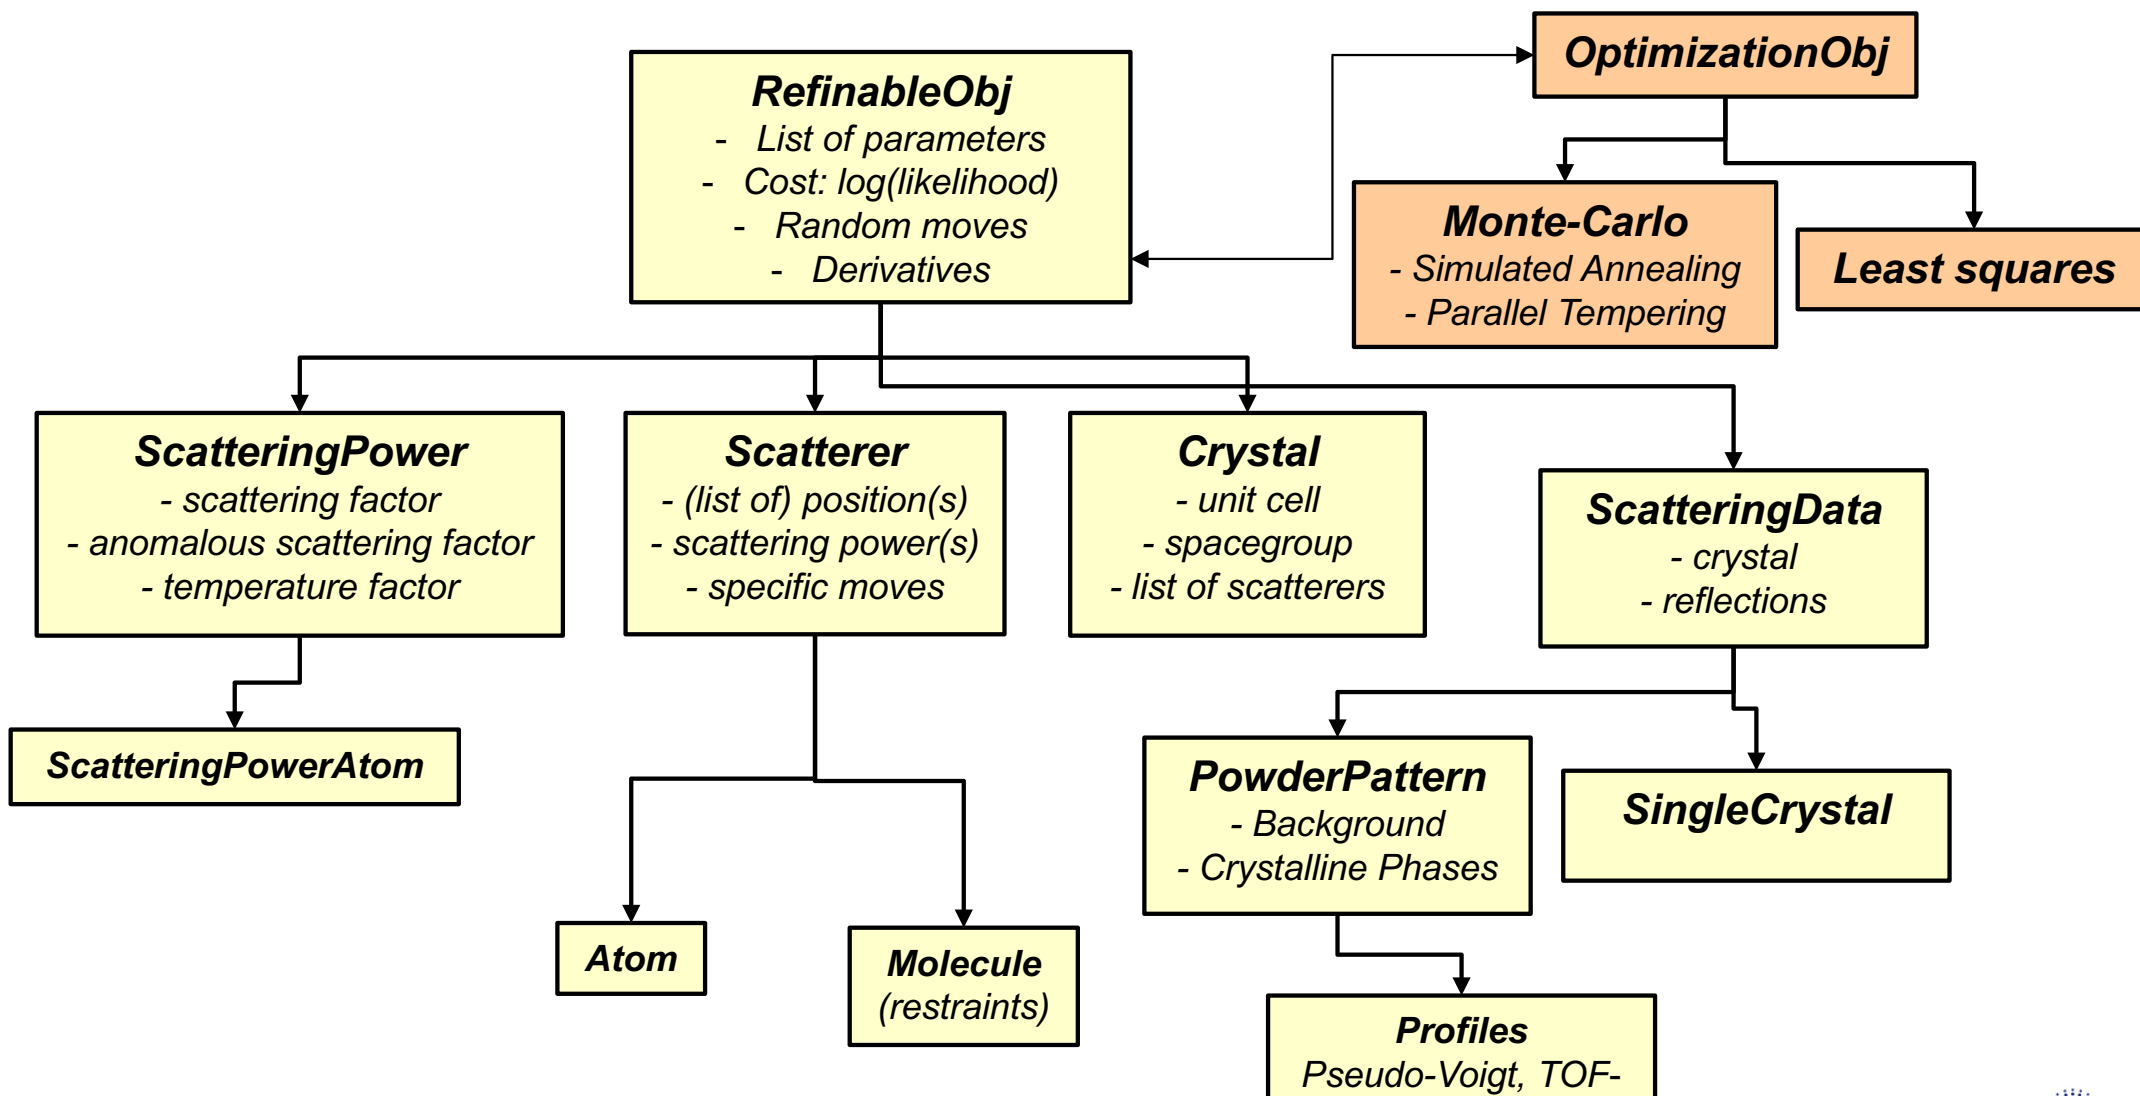 OptimizationObj
RefinableObj
- List of parameters
- Cost: log(likelihood)
- Random moves
- Derivatives
Monte-Carlo
- Simulated Annealing
- Parallel Tempering
Least squares
ScatteringPower
- scattering factor
- anomalous scattering factor
- temperature factor
Scatterer
- (list of) position(s)
- scattering power(s)
- specific moves
Crystal
- unit cell
- spacegroup
- list of scatterers
ScatteringData
- crystal
- reflections
ScatteringPowerAtom
PowderPattern
- Background
- Crystalline Phases
SingleCrystal
Atom
Molecule
(restraints)
Profiles
Pseudo-Voigt, TOF-